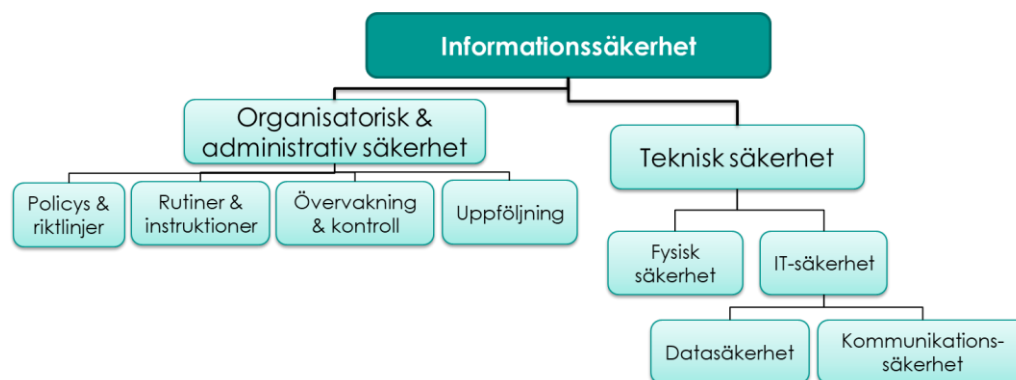 Informationssäkerhet
Organisatorisk &
administrativ säkerhet
Teknisk säkerhet
Policys &
riktlinjer
Rutiner &
instruktioner
Övervakning
& kontroll
Uppföljning
Fysisk
säkerhet
IT-säkerhet
Datasäkerhet
Kommunikations-
säkerhet